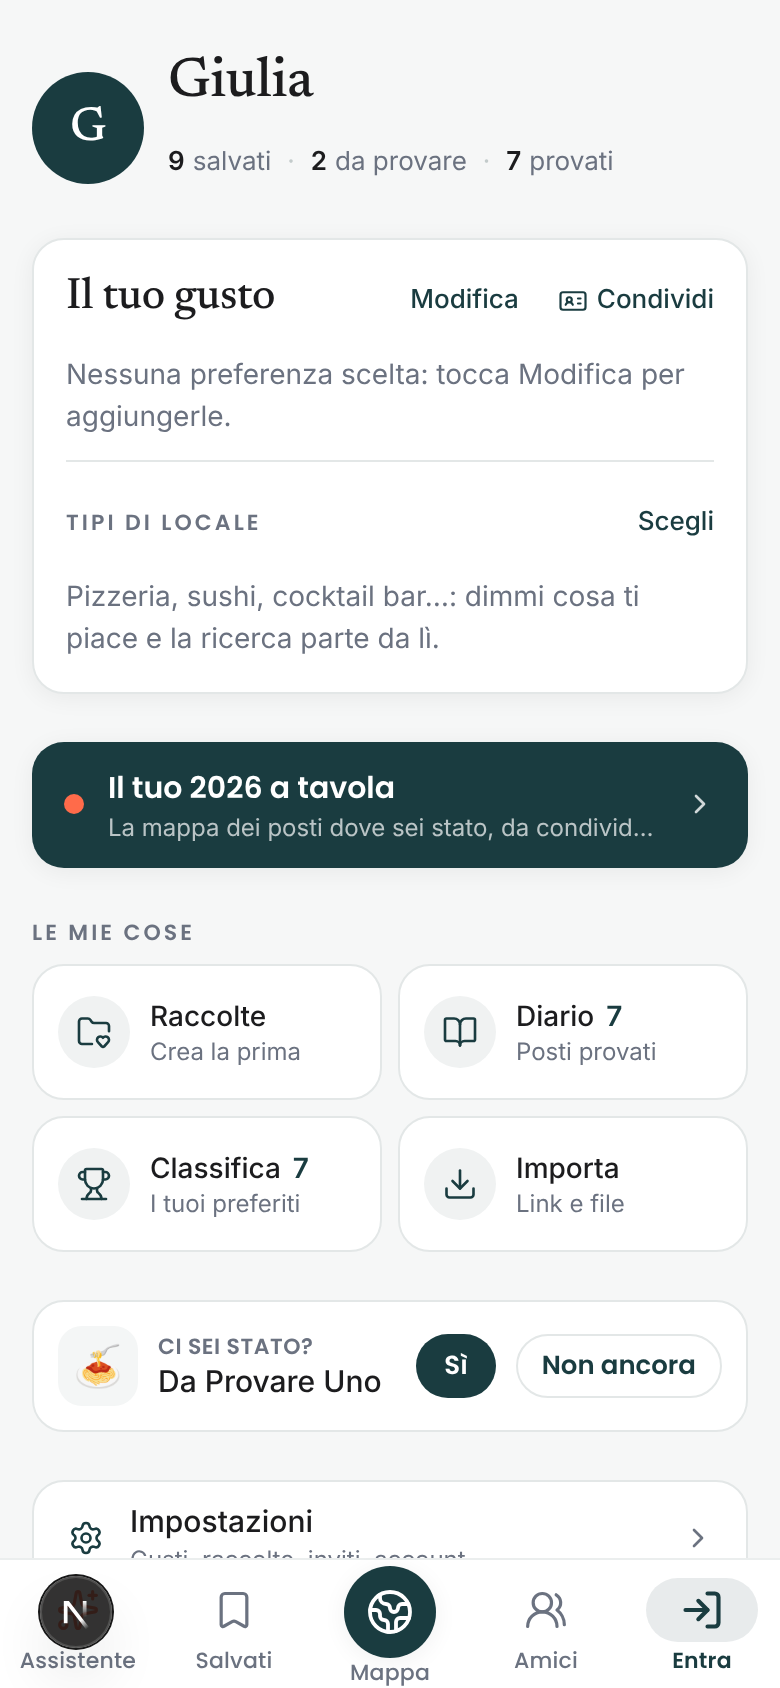 Giulia
G
9 salvati · 2 da provare · 7 provati
Il tuo gusto
Modifica
Condividi
Nessuna preferenza scelta: tocca Modifica per
aggiungerle.
TIPI DI LOCALE
Scegli
Pizzeria, sushi, cocktail bar...: dimmi cosa ti
piace e la ricerca parte da lì.
Il tuo 2026 a tavola
La mappa dei posti dove sei stato, da condivid...
LE MIE COSE
Raccolte
Crea la prima
Diario 7
Posti provati
Classifica 7
I tuoi preferiti
Importa
Link e file
CI SEI STATO?
Da Provare Uno
Sì
Non ancora
Impostazioni
Gusti, raccolte, inviti, account
N
Assistente
Salvati
Mappa
Amici
Entra